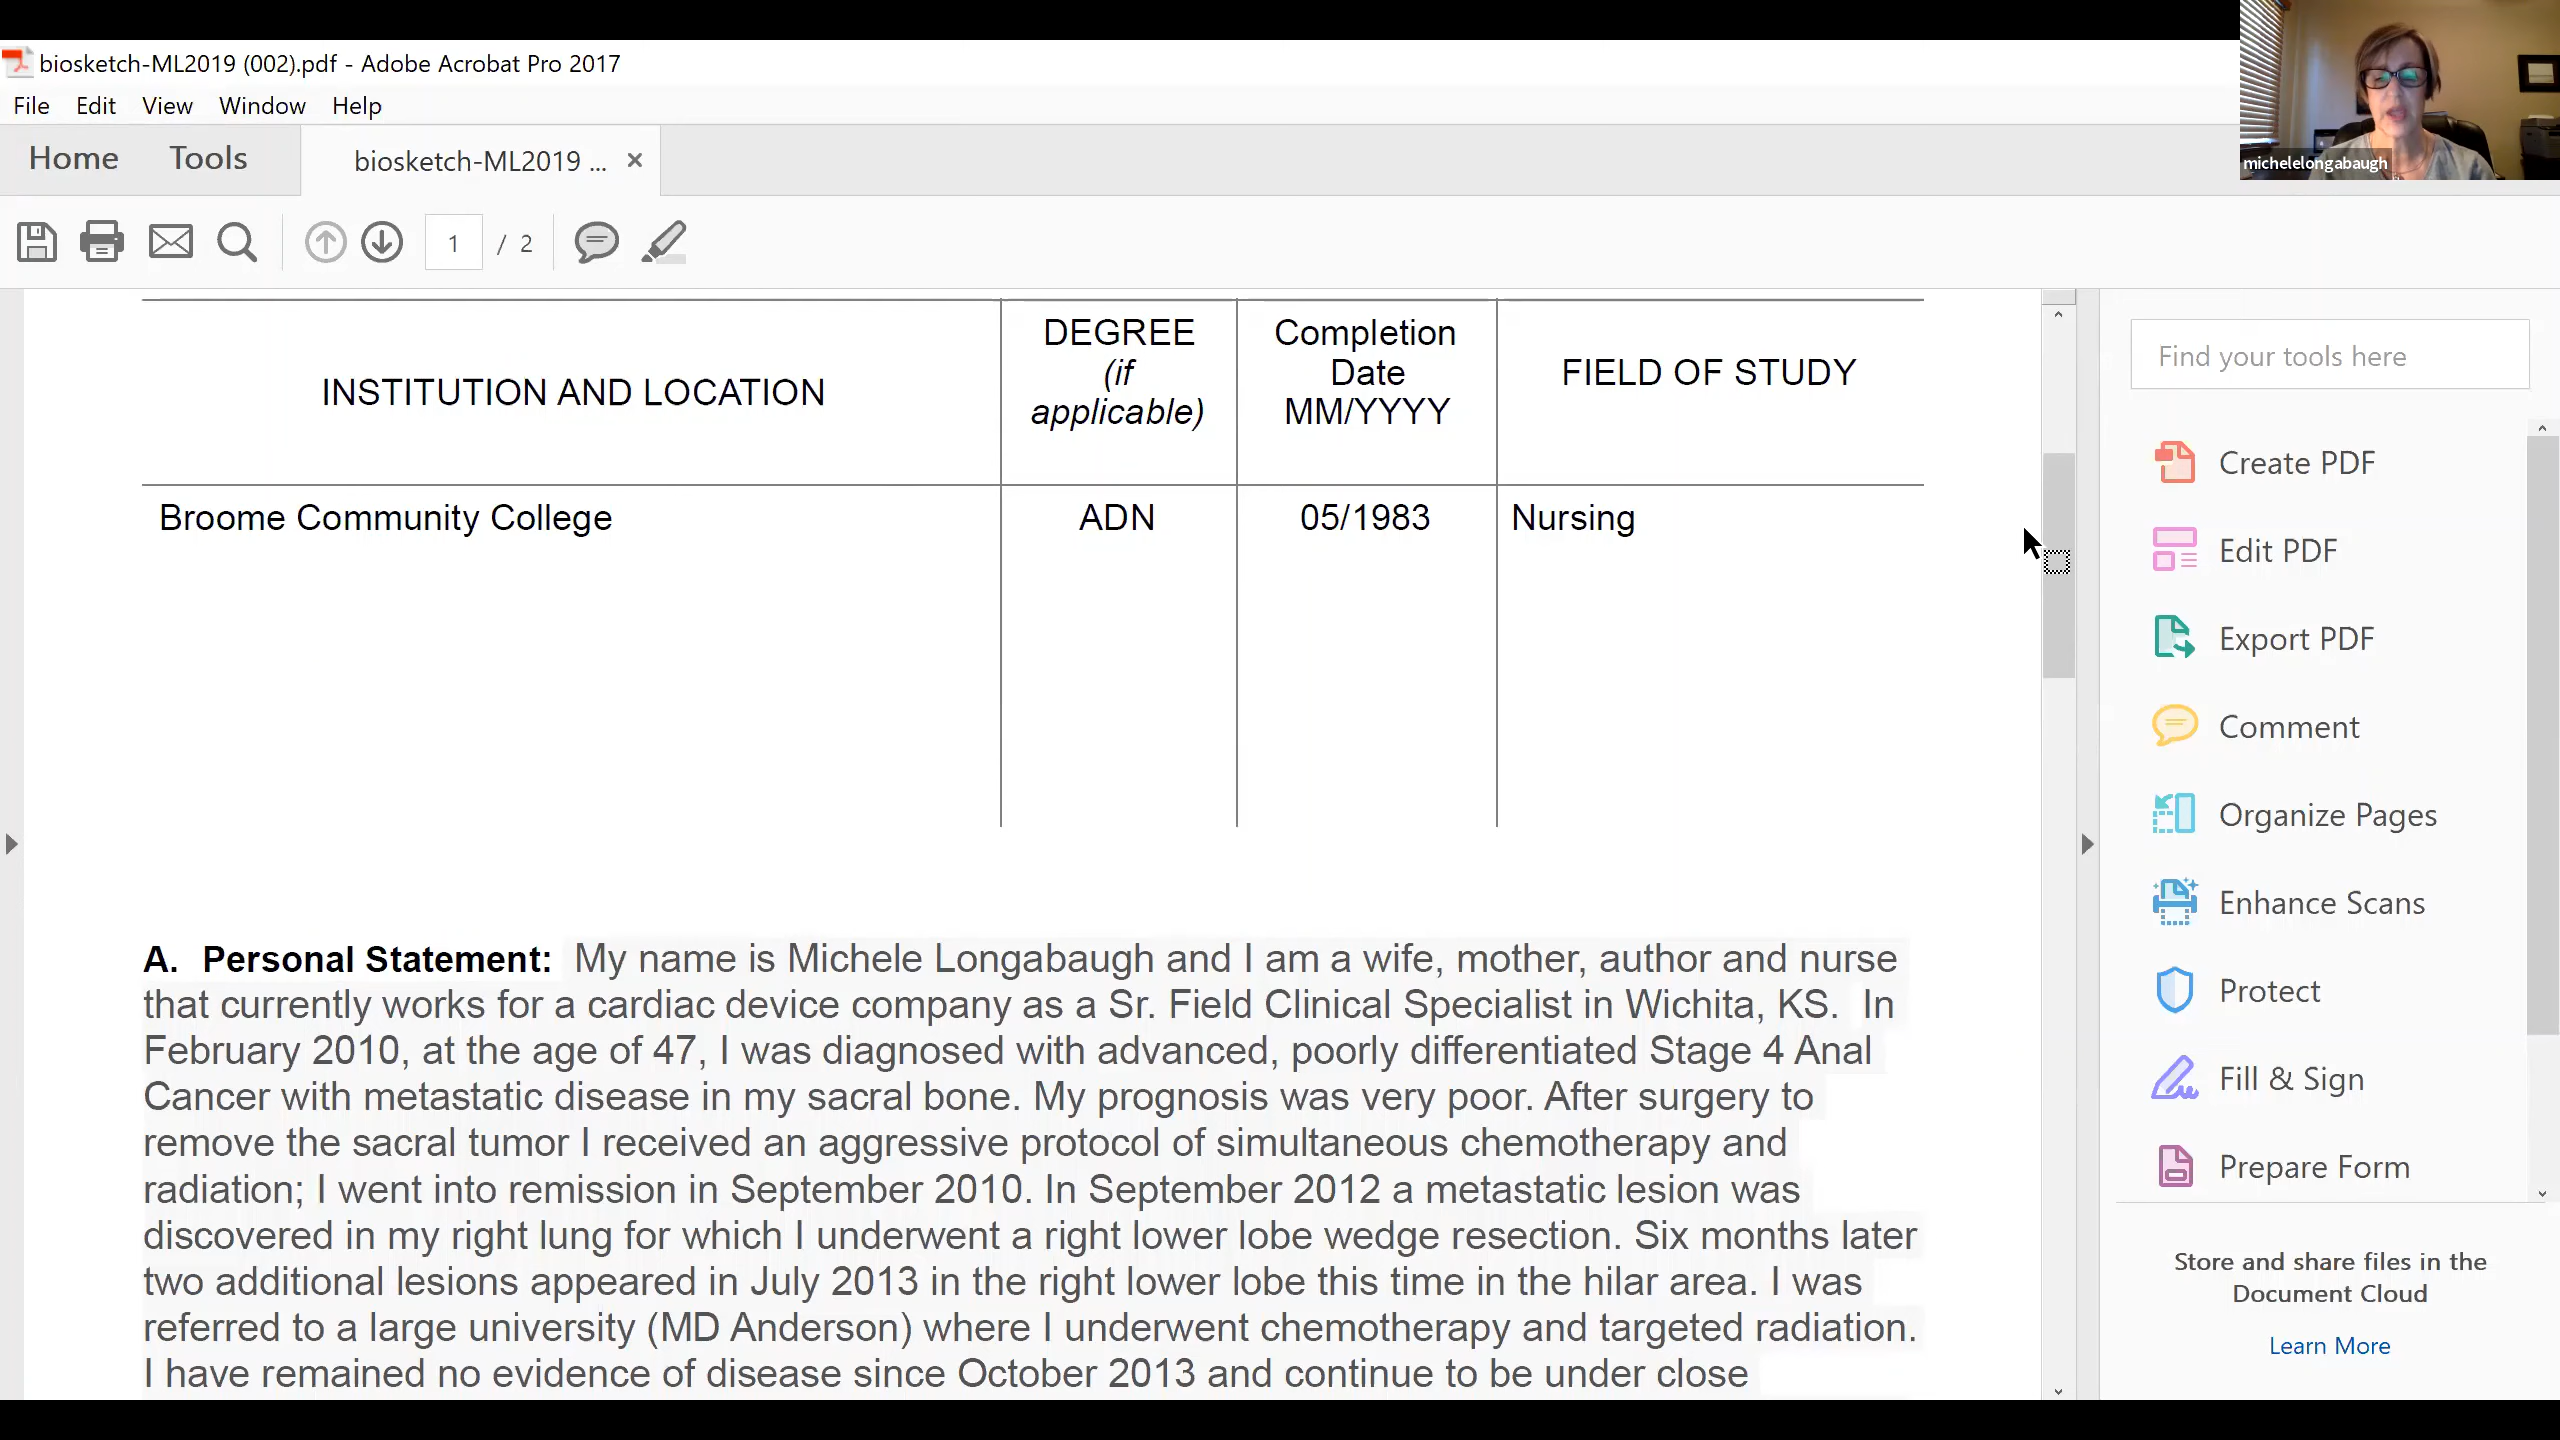 biosketch-ML2019 (002).pdf - Adobe Acrobat Pro 2017
File Edit View Window Help
Home Tools biosketch-ML2019 ... ×
michelelongabaugh
1 / 2
INSTITUTION AND LOCATION
DEGREE
(if
applicable)
Completion
Date
MM/YYYY
FIELD OF STUDY
Broome Community College ADN 05/1983 Nursing
A. Personal Statement: My name is Michele Longabaugh and I am a wife, mother, author and nurse
that currently works for a cardiac device company as a Sr. Field Clinical Specialist in Wichita, KS. In
February 2010, at the age of 47, I was diagnosed with advanced, poorly differentiated Stage 4 Anal
Cancer with metastatic disease in my sacral bone. My prognosis was very poor. After surgery to
remove the sacral tumor I received an aggressive protocol of simultaneous chemotherapy and
radiation; I went into remission in September 2010. In September 2012 a metastatic lesion was
discovered in my right lung for which I underwent a right lower lobe wedge resection. Six months later
two additional lesions appeared in July 2013 in the right lower lobe this time in the hilar area. I was
referred to a large university (MD Anderson) where I underwent chemotherapy and targeted radiation.
I have remained no evidence of disease since October 2013 and continue to be under close
Find your tools here
Create PDF
Edit PDF
Export PDF
Comment
Organize Pages
Enhance Scans
Protect
Fill & Sign
Prepare Form
Store and share files in the
Document Cloud
Learn More